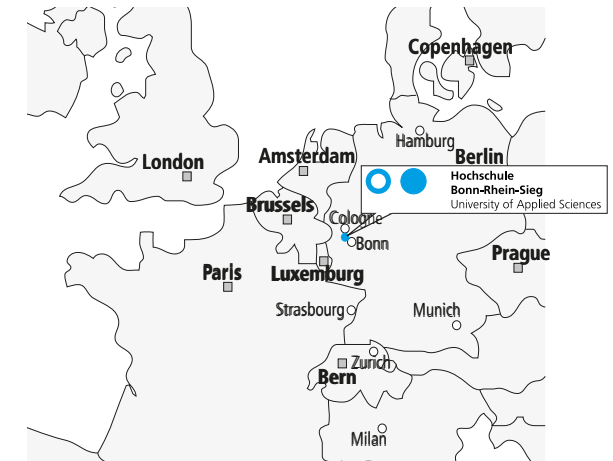 Copenhagen
Hamburg
Berlin
London
Amsterdam
Hochschule
Bonn-Rhein-Sieg
University of Applied Sciences
Brussels
Cologne
Bonn
Prague
Paris
Luxemburg
Strasbourg
Munich
Zurich
Bern
Milan